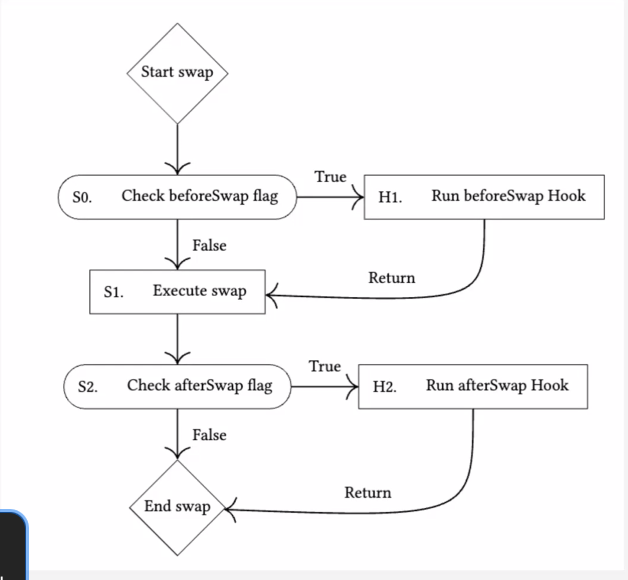 Start swap
True
S0. Check beforeSwap flag
H1. Run beforeSwap Hook
False
Return
S1. Execute swap
True
S2. Check afterSwap flag
H2. Run afterSwap Hook
False
Return
End swap